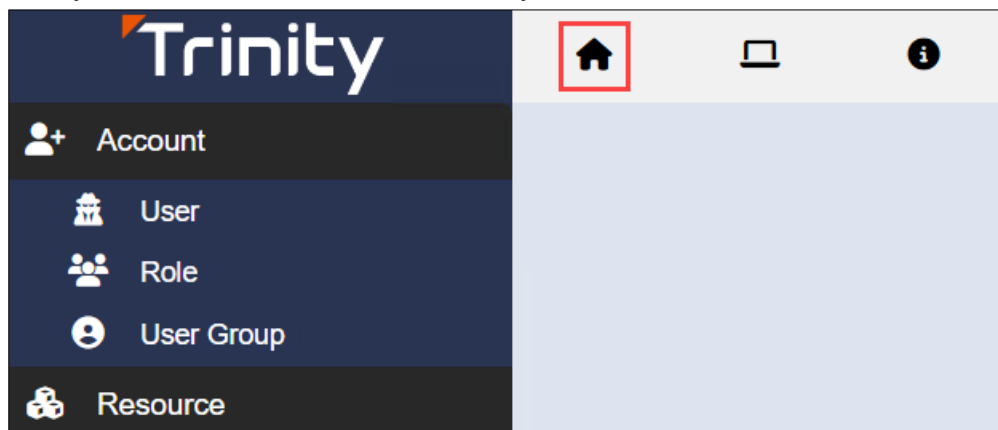 Trinity
Account
User
Role
User Group
Resource